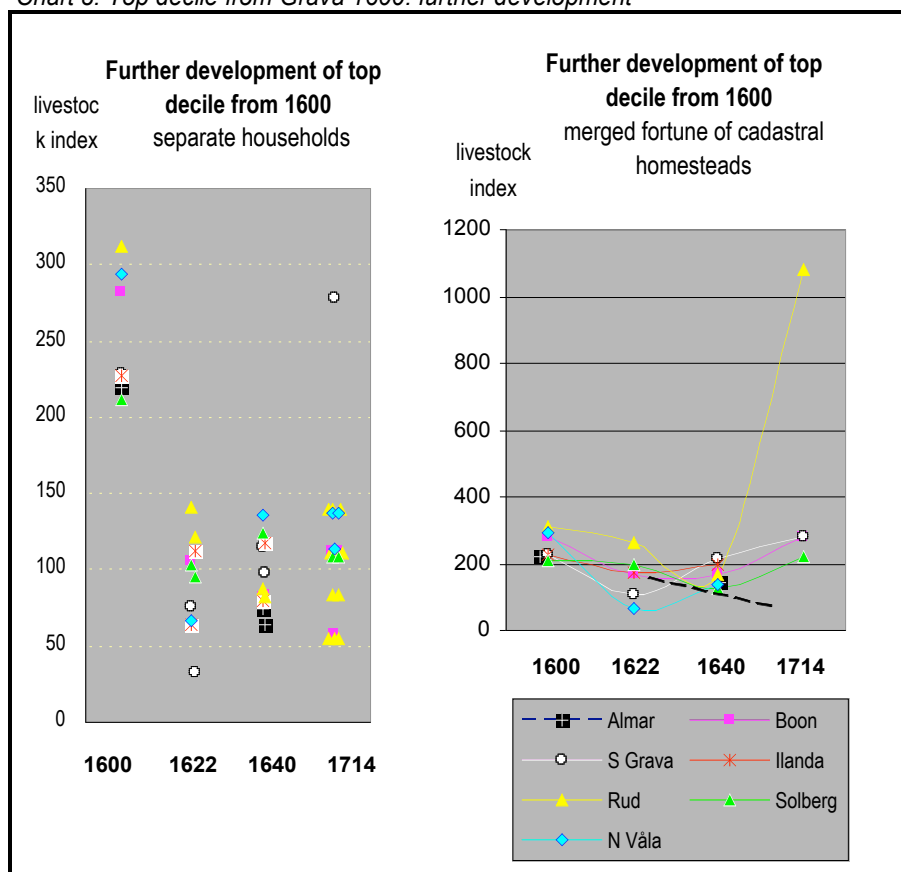 Chart 3. Top decile from Grava 1600: further development
Further development of top
decile from 1600
separate households
livestoc
k index
350
300
250
200
150
100
50
0
1600 1622 1640 1714
Further development of top
decile from 1600
merged fortune of cadastral
homesteads
livestock
index
1200
1000
800
600
400
200
0
1600 1622 1640 1714
Almar Boon
S Grava Ilanda
Rud Solberg
N Våla